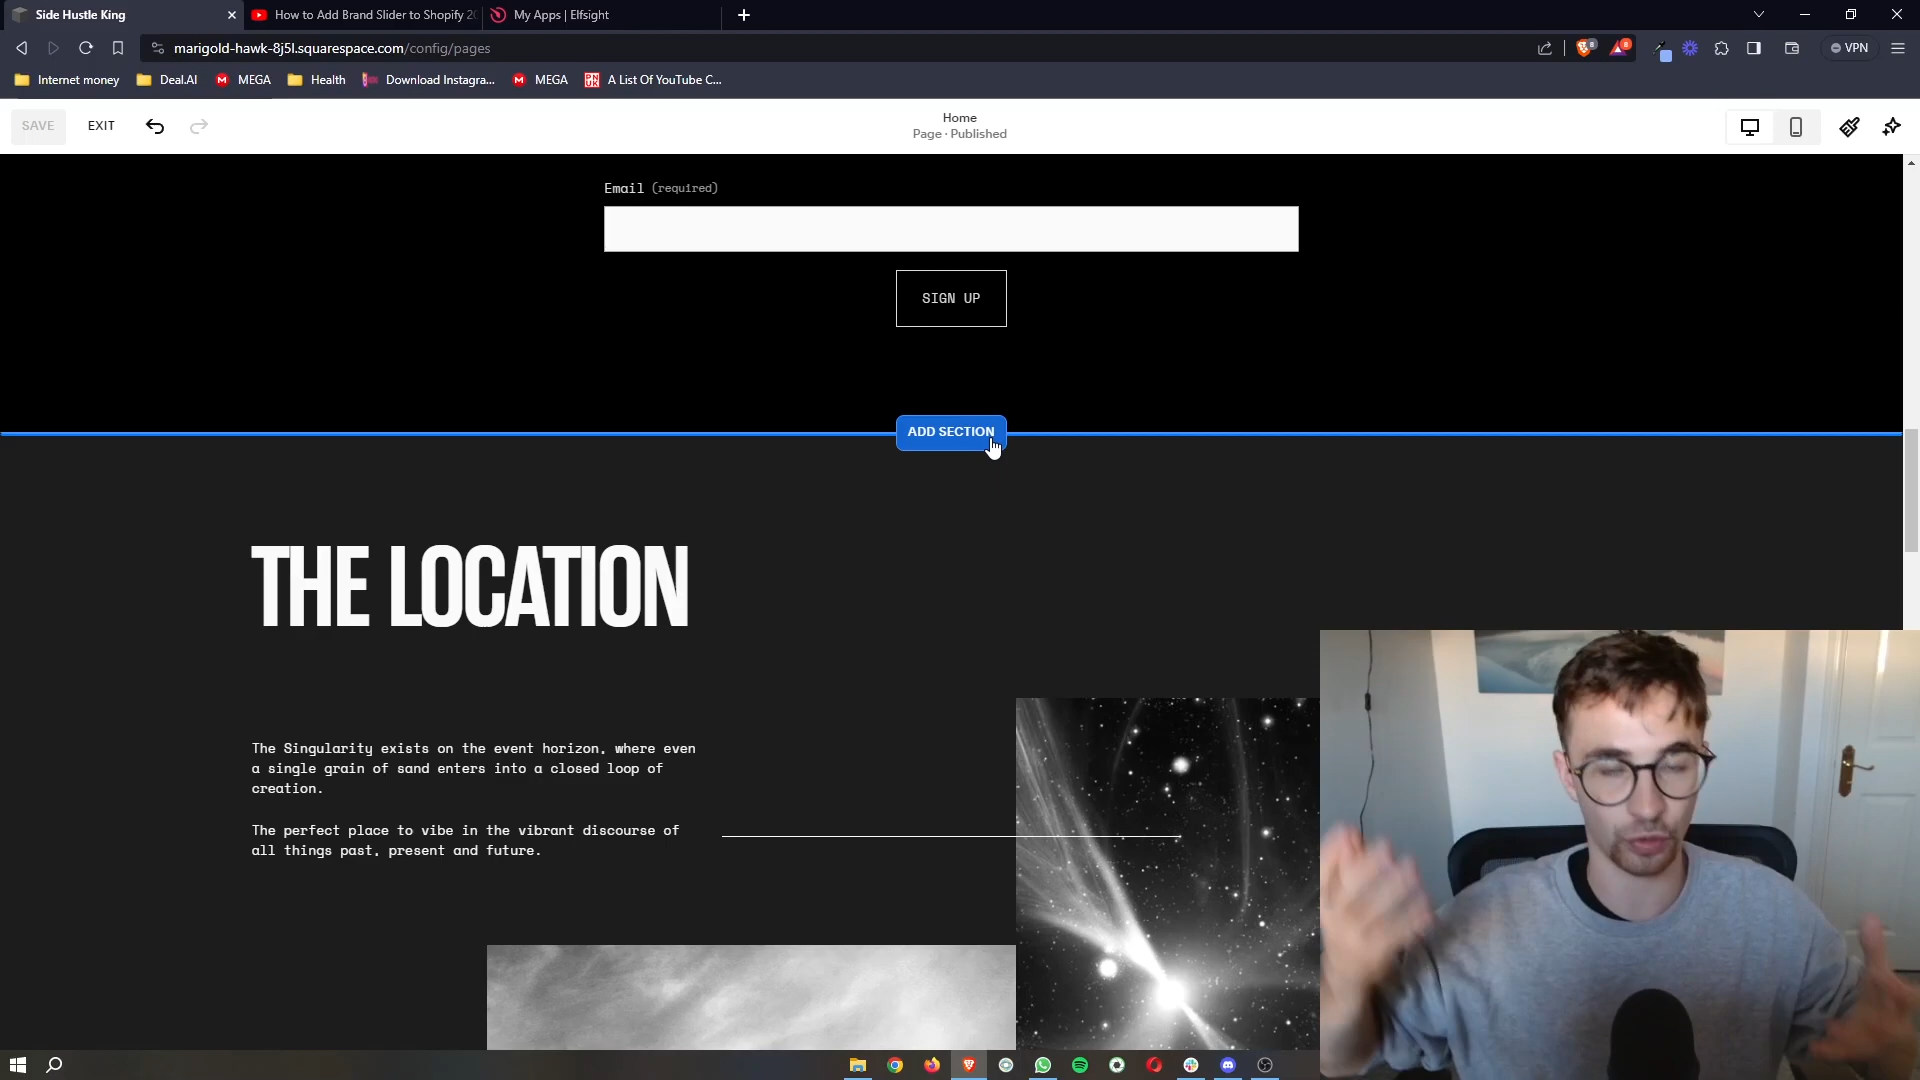 Side Hustle King
How to Add Brand Slider to Shopify 20
My Apps | Elfsight
marigold-hawk-8j5l.squarespace.com/config/pages
VPN
Internet money
Deal.AI
MEGA
Health
Download Instagra...
MEGA
A List Of YouTube C...
SAVE
EXIT
Home
Page · Published
Email (required)
SIGN UP
ADD SECTION
THE LOCATION
The Singularity exists on the event horizon, where even
a single grain of sand enters into a closed loop of
creation.
The perfect place to vibe in the vibrant discourse of
all things past, present and future.